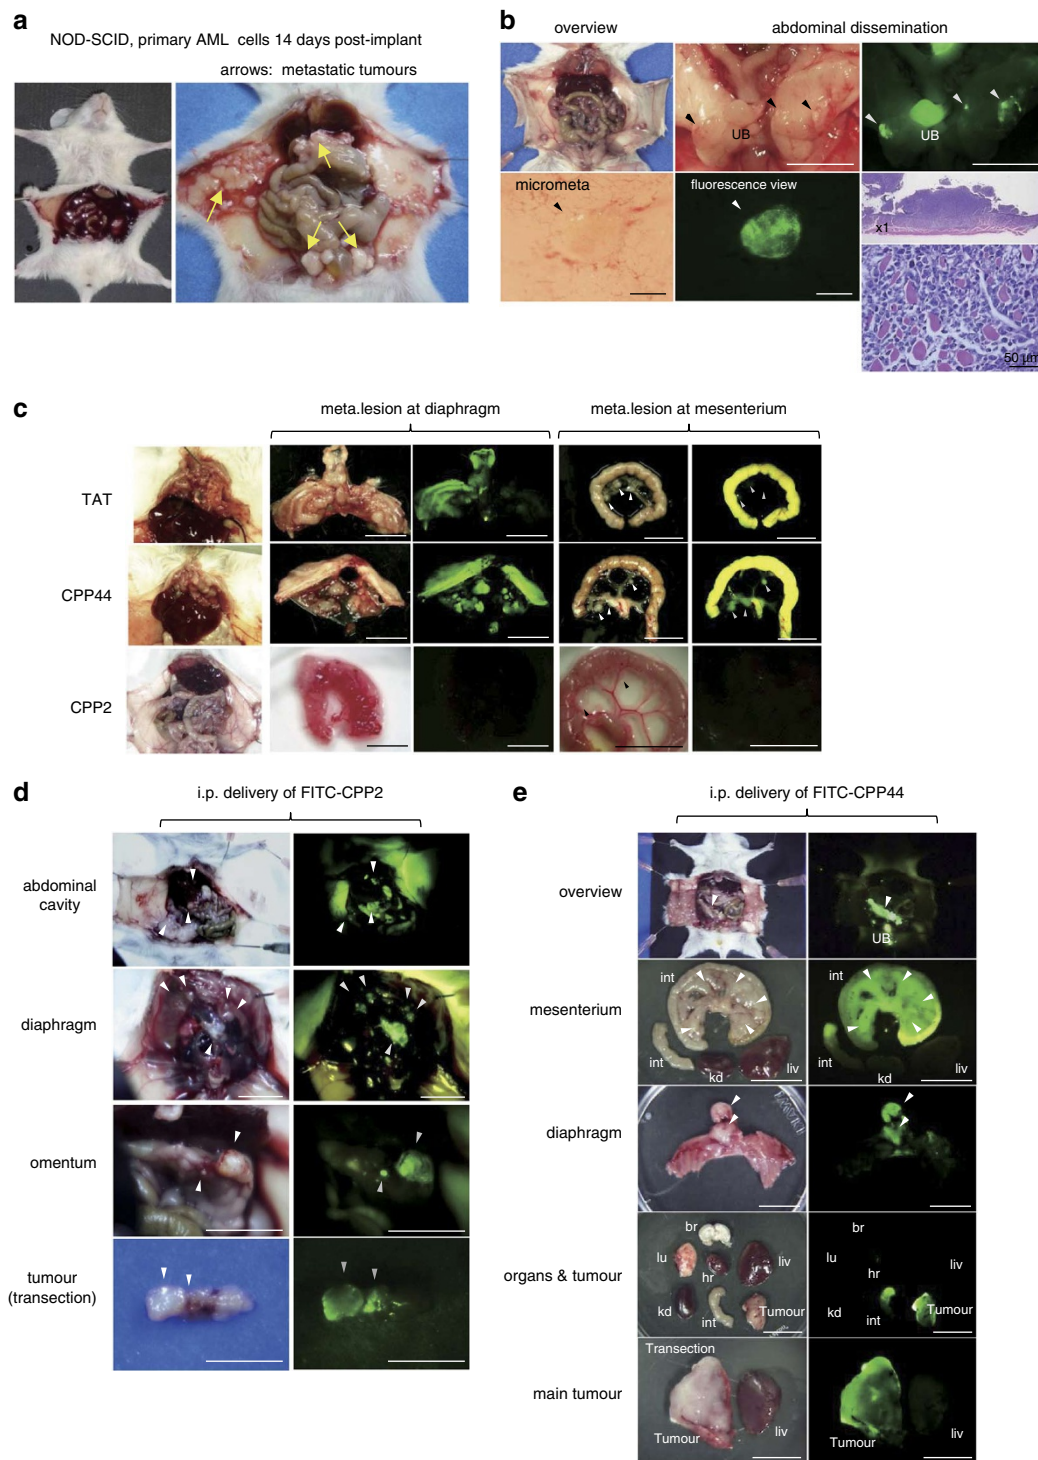 a
NOD-SCID, primary AML cells 14 days post-implant
arrows: metastatic tumours
b
overview
abdominal dissemination
UB
UB
micrometa
fluorescence view
x1
50 µm
c
meta.lesion at diaphragm
meta.lesion at mesenterium
TAT
CPP44
CPP2
d
i.p. delivery of FITC-CPP2
abdominal
cavity
diaphragm
omentum
tumour
(transection)
e
i.p. delivery of FITC-CPP44
overview
UB
mesenterium
int
int
kd
liv
int
int
kd
liv
diaphragm
organs & tumour
br
lu
hr
liv
kd
int
Tumour
br
lu
hr
liv
kd
int
Tumour
main tumour
Transection
Tumour
liv
Tumour
liv